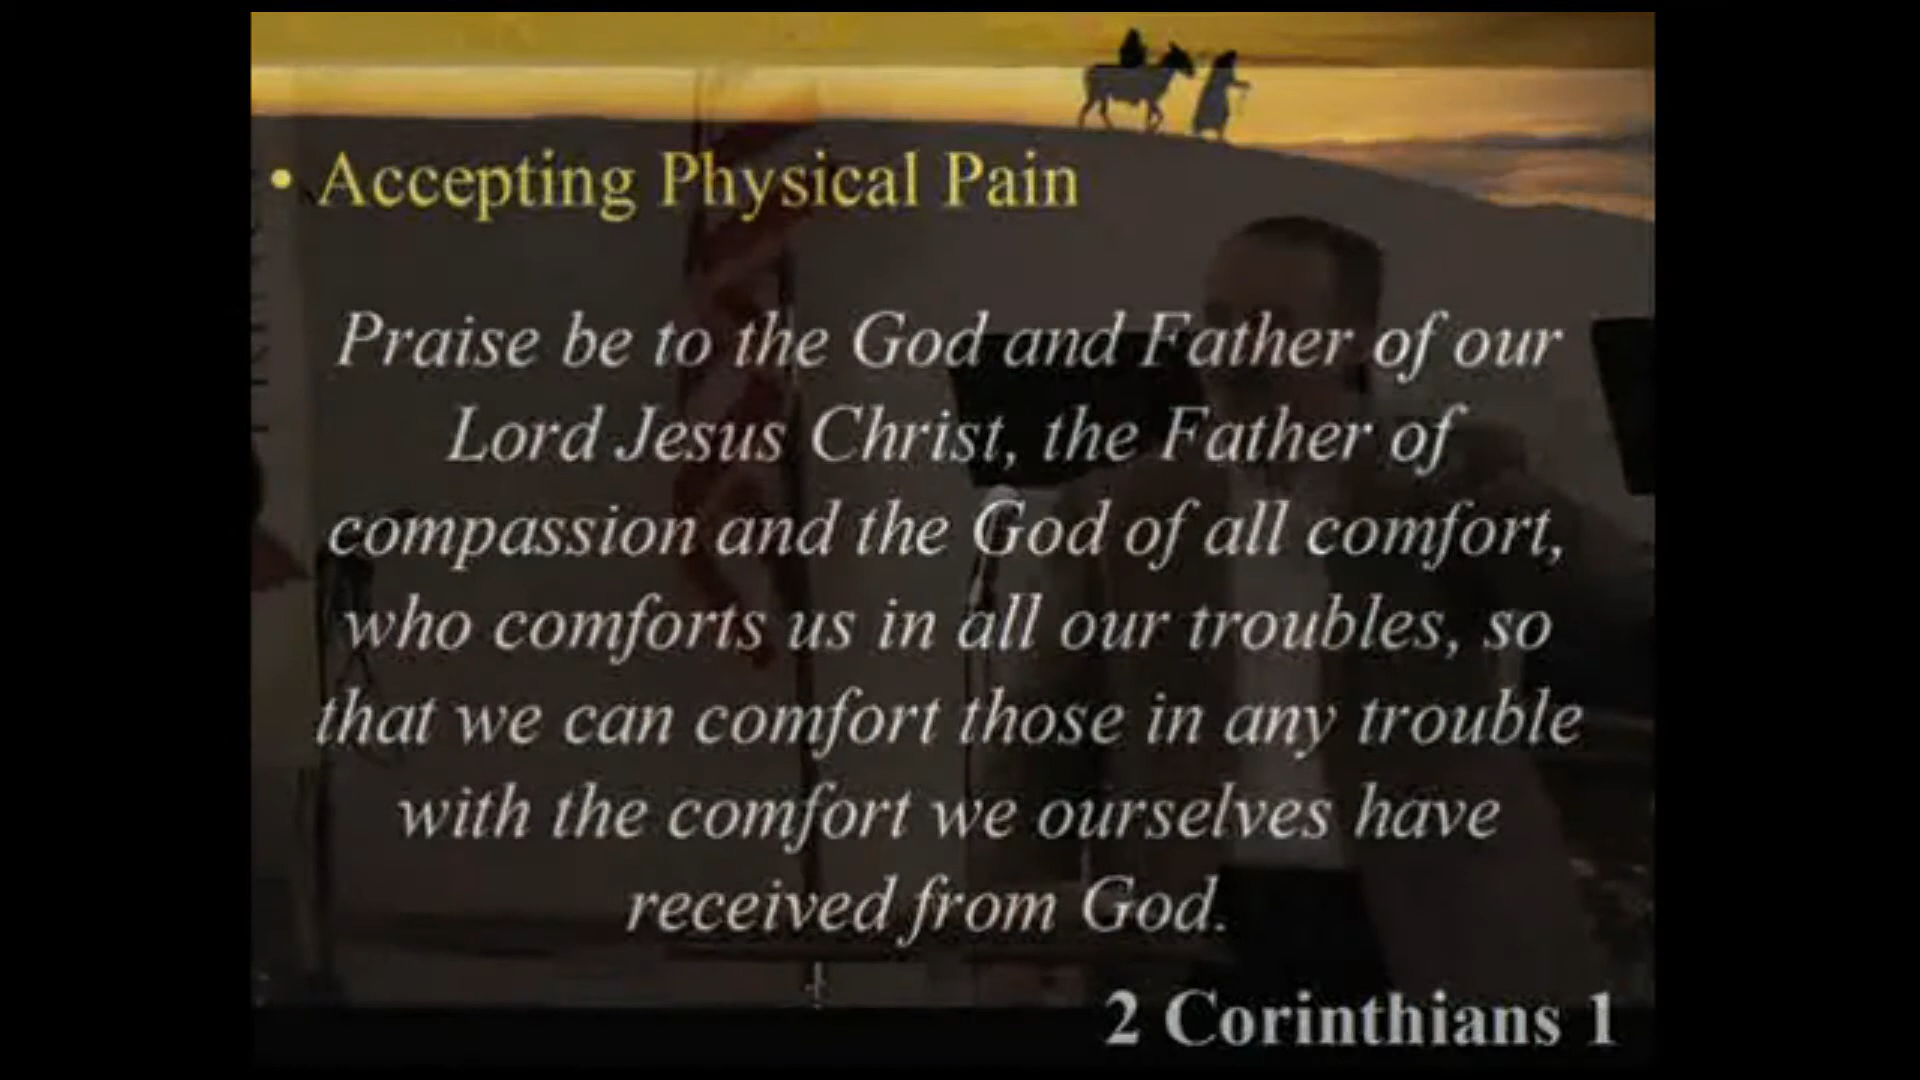 • Accepting Physical Pain
Praise be to the God and Father of our
Lord Jesus Christ, the Father of
compassion and the God of all comfort,
who comforts us in all our troubles, so
that we can comfort those in any trouble
with the comfort we ourselves have
received from God.
2 Corinthians 1